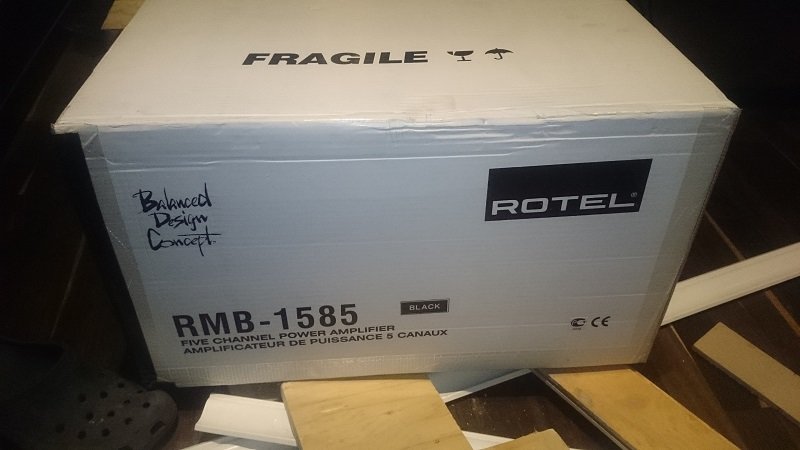 FRAGILE
Balanced
Design
Concept
ROTEL®
RMB-1585
BLACK
FIVE CHANNEL POWER AMPLIFIER
AMPLIFICATEUR DE PUISSANCE 5 CANAUX
CE